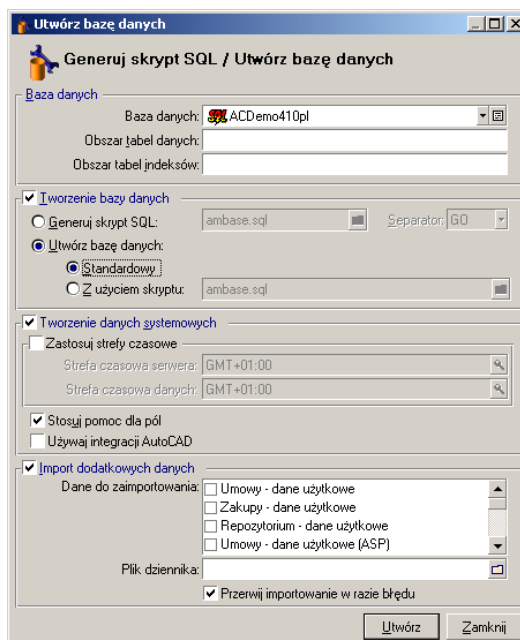 Utwórz bazę danych
Generuj skrypt SQL / Utwórz bazę danych
Baza danych
Baza danych: SQL ACDemo410pl
Obszar tabel danych:
Obszar tabel indeksów:
Tworzenie bazy danych
Generuj skrypt SQL: ambase.sql Separator: GO
Utwórz bazę danych:
Standardowy
Z użyciem skryptu: ambase.sql
Tworzenie danych systemowych
Zastosuj strefy czasowe
Strefa czasowa serwera: GMT+01:00
Strefa czasowa danych: GMT+01:00
Stosuj pomoc dla pól
Używaj integracji AutoCAD
Import dodatkowych danych
Dane do zaimportowania: Umowy - dane użytkowe
Zakupy - dane użytkowe
Repozytorium - dane użytkowe
Umowy - dane użytkowe (ASP)
Plik dziennika:
Przerwij importowanie w razie błędu
Utwórz Zamknij